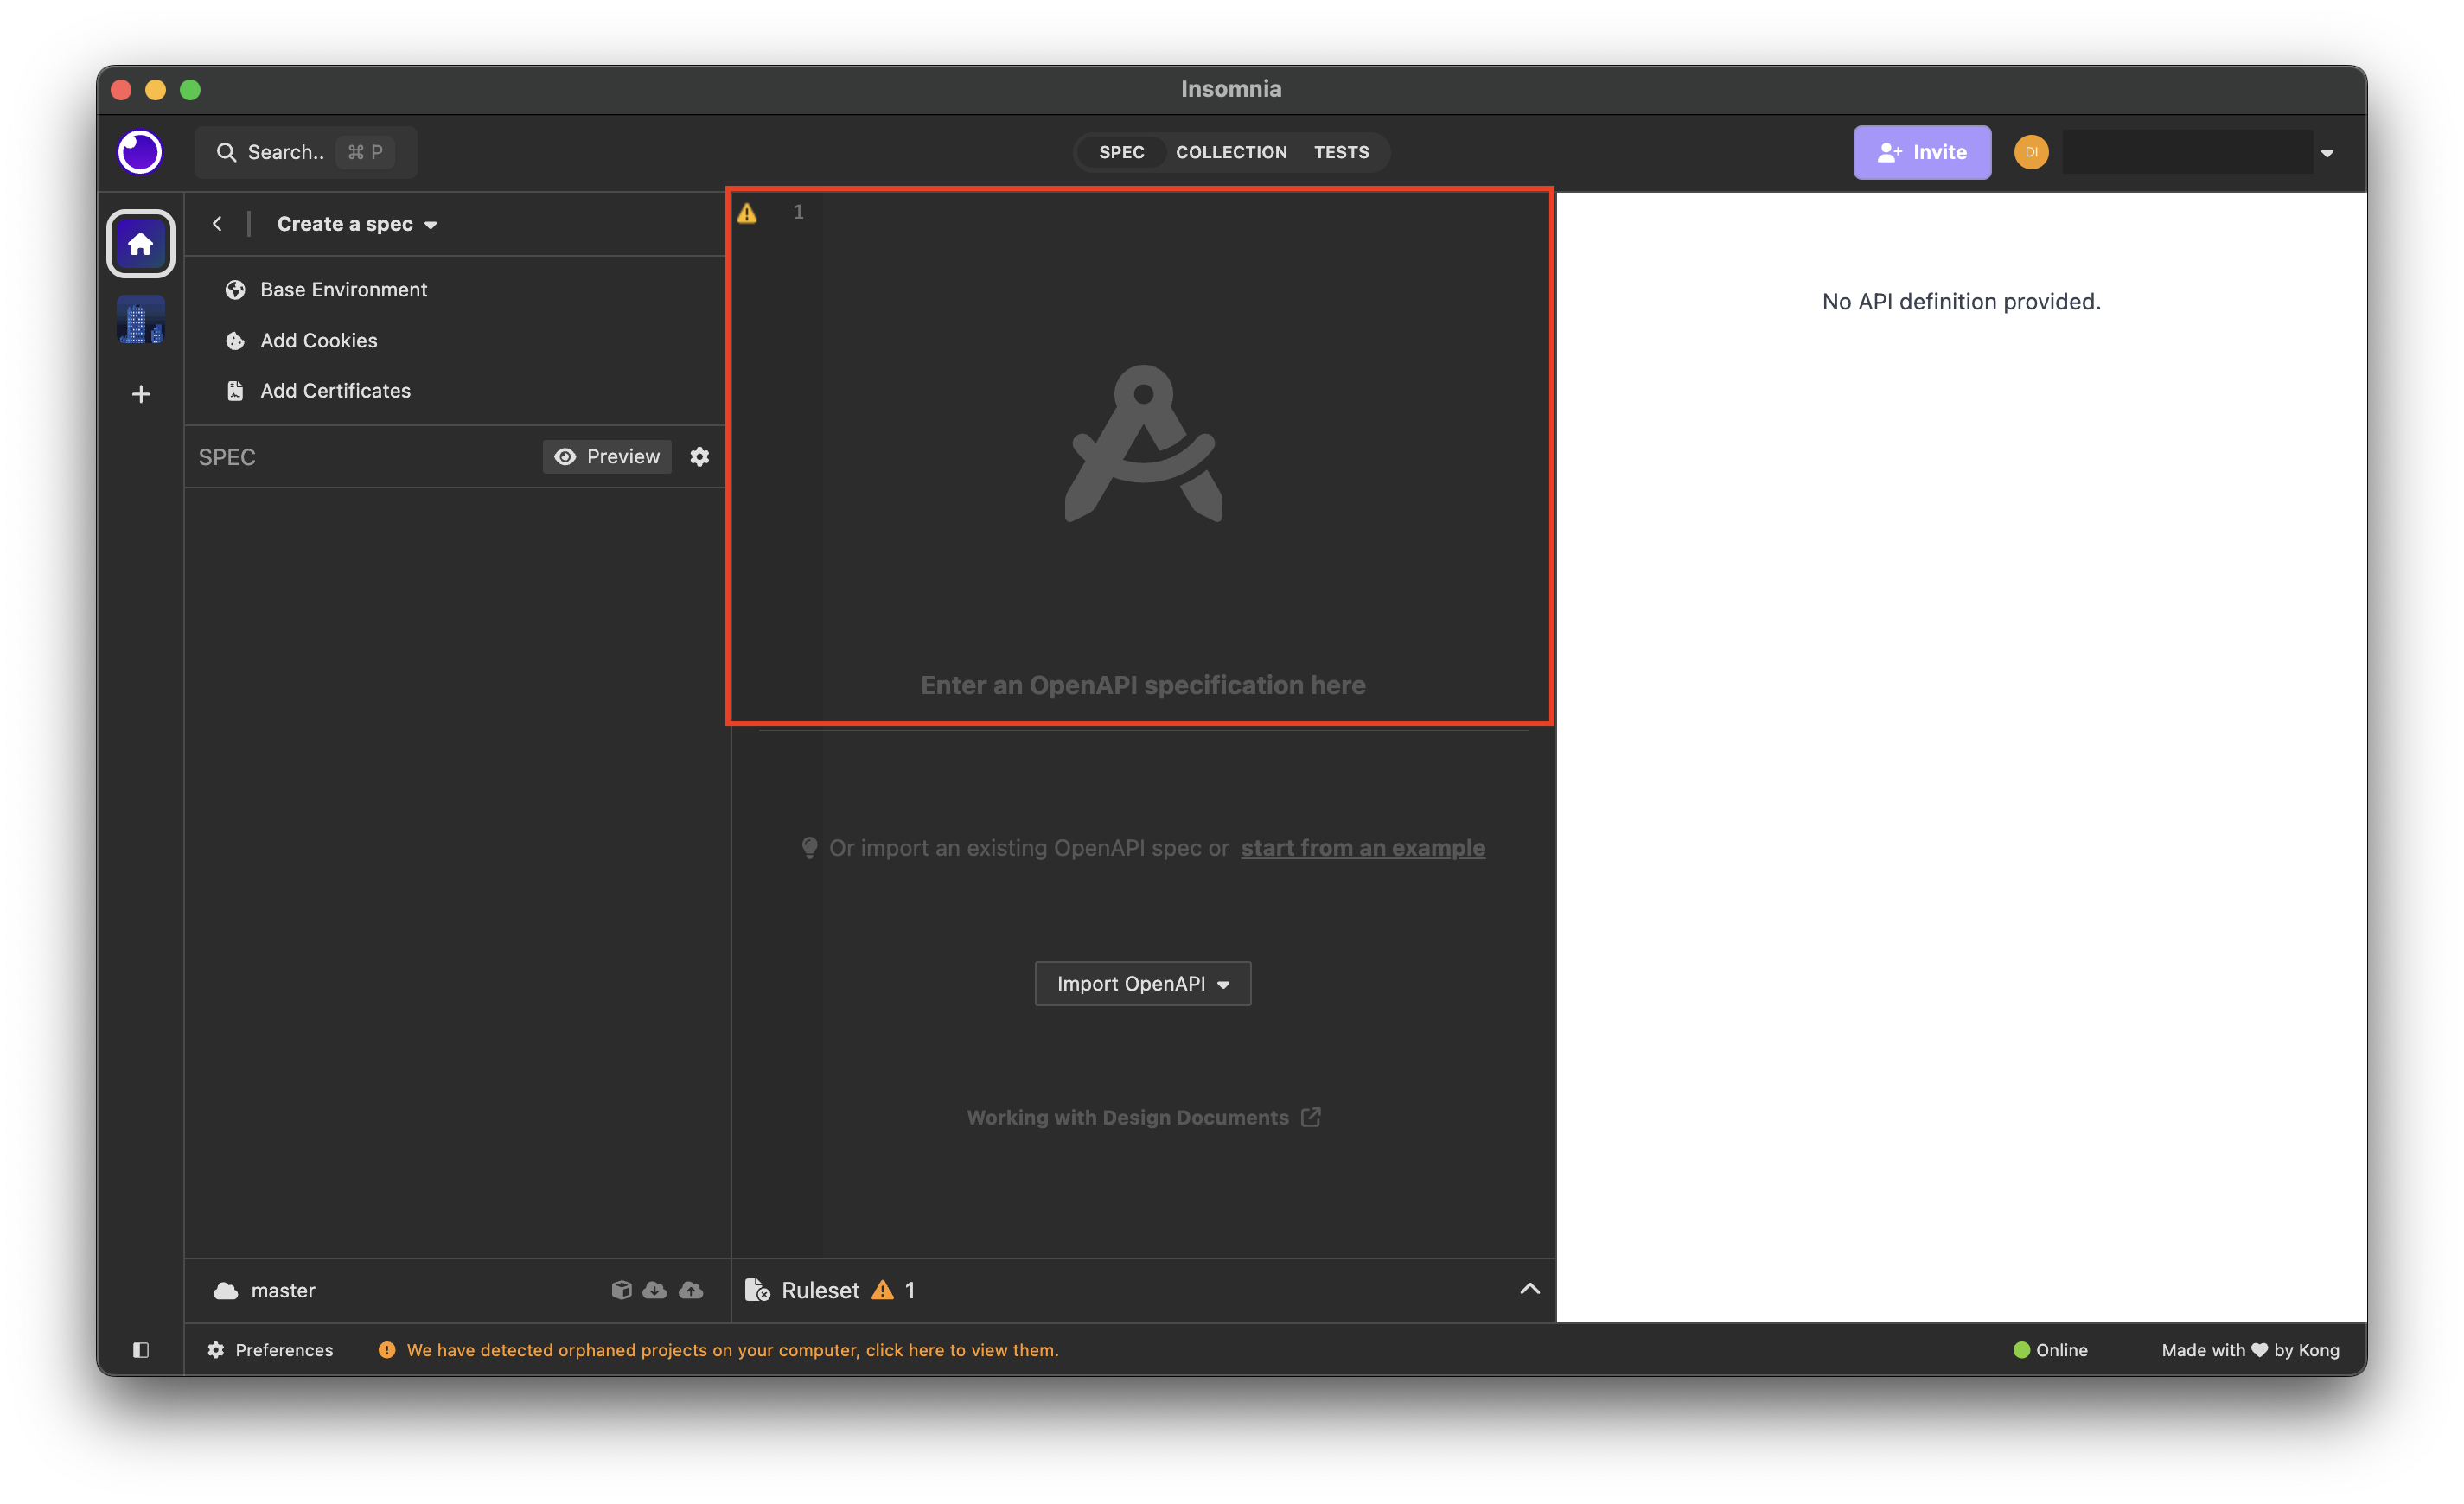 Insomnia
Search.. ⌘ P
SPEC COLLECTION TESTS
Invite
DI
Create a spec
Base Environment
Add Cookies
Add Certificates
SPEC
Preview
1
Enter an OpenAPI specification here
Or import an existing OpenAPI spec or start from an example
Import OpenAPI
Working with Design Documents
No API definition provided.
master
Ruleset 1
Preferences
We have detected orphaned projects on your computer, click here to view them.
Online
Made with ♥ by Kong